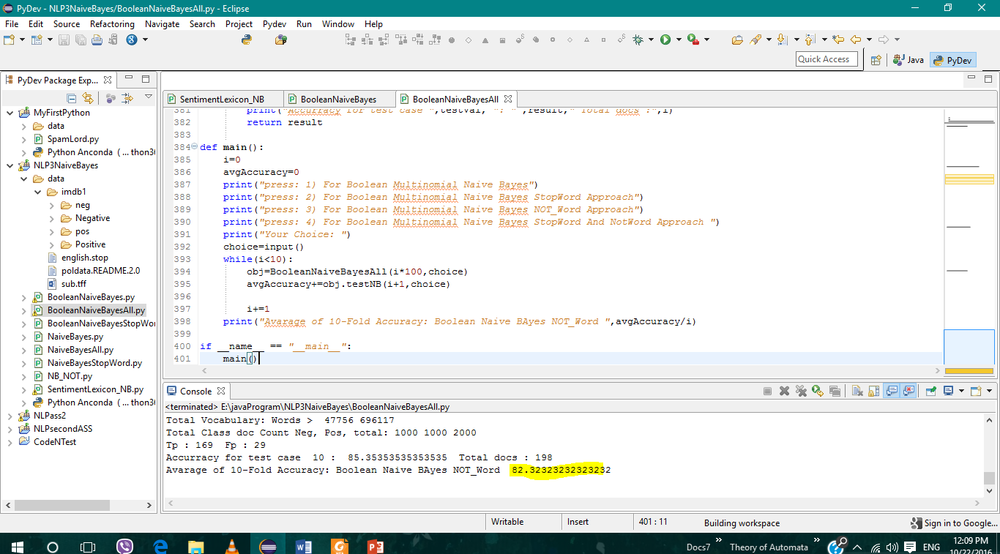 PyDev - NLP3NaiveBayes/BooleanNaiveBayesAll.py - Eclipse
File Edit Source Refactoring Navigate Search Project Pydev Run Window Help
Quick Access
Java
PyDev
PyDev Package Exp...
MyFirstPython
data
SpamLord.py
Python Anconda ( ... thon36
NLP3NaiveBayes
data
imdb1
neg
Negative
pos
Positive
english.stop
poldata.README.2.0
sub.tff
BooleanNaiveBayes.py
BooleanNaiveBayesAll.py
BooleanNaiveBayesStopWor
NaiveBayes.py
NaiveBayesAll.py
NaiveBayesStopWord.py
NB_NOT.py
SentimentLexicon_NB.py
Python Anconda ( ... thon36
NLPass2
NLPsecondASS
CodeNTest
SentimentLexicon_NB
BooleanNaiveBayes
BooleanNaiveBayesAll
381 print("Accurracy for test case ",testVal, ": " ,result," Total docs :",i)
382 return result
383
384 def main():
385 i=0
386 avgAccuracy=0
387 print("press: 1) For Boolean Multinomial Naive Bayes")
388 print("press: 2) For Boolean Multinomial Naive Bayes StopWord Approach")
389 print("press: 3) For Boolean Multinomial Naive Bayes NOT_Word Approach")
390 print("press: 4) For Boolean Multinomial Naive Bayes StopWord And NotWord Approach ")
391 print("Your Choice: ")
392 choice=input()
393 while(i<10):
394 obj=BooleanNaiveBayesAll(i*100,choice)
395 avgAccuracy+=obj.testNB(i+1,choice)
396
397 i+=1
398 print("Avarage of 10-Fold Accuracy: Boolean Naive BAyes NOT_Word ",avgAccuracy/i)
399
400 if __name__ == "__main__":
401 main()
Console
<terminated> E:\javaProgram\NLP3NaiveBayes\BooleanNaiveBayesAll.py
Total Vocabulary: Words > 47756 696117
Total Class doc Count Neg, Pos, total: 1000 1000 2000
Tp : 169 Fp : 29
Accurracy for test case 10 : 85.35353535353535 Total docs : 198
Avarage of 10-Fold Accuracy: Boolean Naive BAyes NOT_Word 82.32323232323232
Writable
Insert
401 : 11
Building workspace
Sign in to Google...
Docs7
Theory of Automata
ENG
12:09 PM
10/22/2016